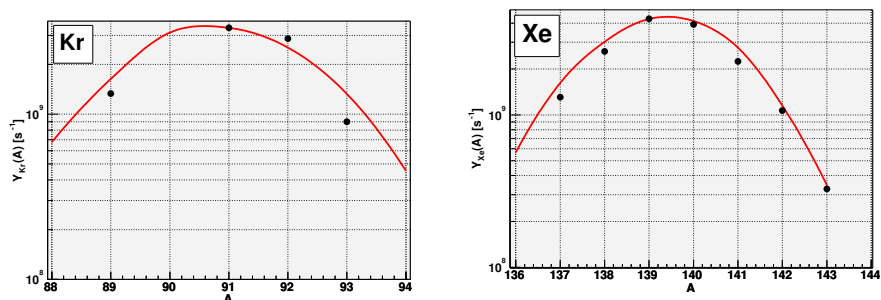 Kr
Y_Kr(A) [s⁻¹]
10⁹
10⁸
88 89 90 91 92 93 94
A
Xe
Y_Xe(A) [s⁻¹]
10⁹
10⁸
136 137 138 139 140 141 142 143 144
A